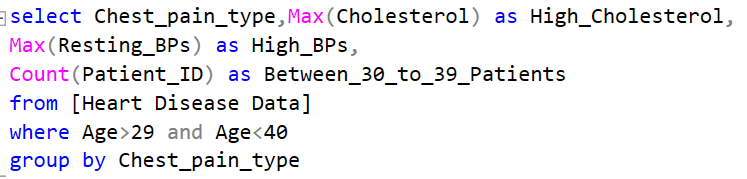 select Chest_pain_type,Max(Cholesterol) as High_Cholesterol,
Max(Resting_BPs) as High_BPs,
Count(Patient_ID) as Between_30_to_39_Patients
from [Heart Disease Data]
where Age>29 and Age<40
group by Chest_pain_type